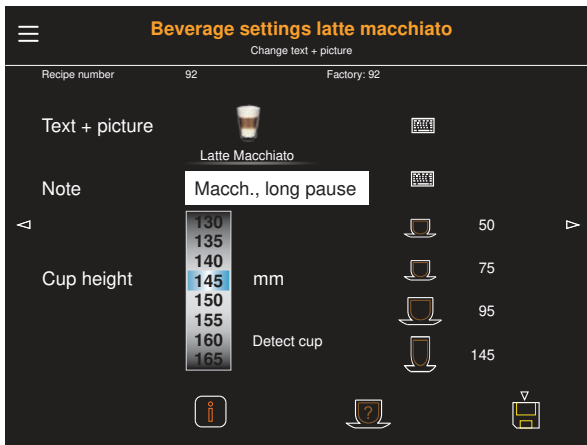 Beverage settings latte macchiato
Change text + picture
Recipe number 92 Factory: 92
Text + picture
Latte Macchiato
Note Macch., long pause
130
135
140
Cup height 145 mm
150
155
160 Detect cup
165
50
75
95
145
i
?